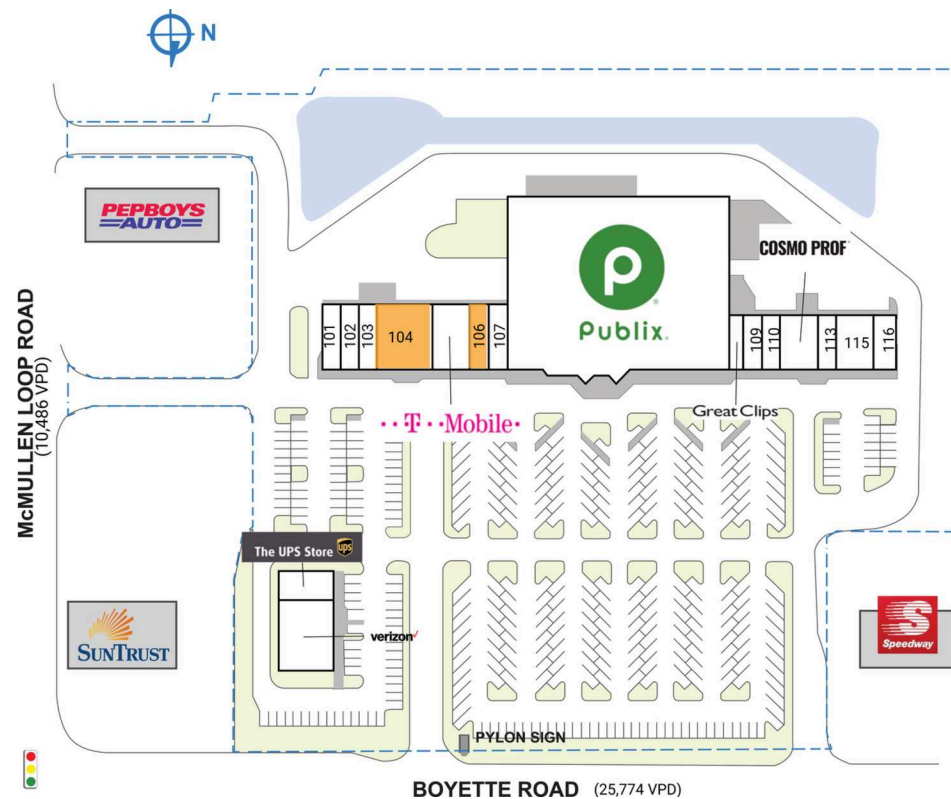 N
PEPBOYS
AUTO
McMULLEN LOOP ROAD
(10,486 VPD)
101
102
103
104
106
107
P
Publix.
COSMO PROF
109
110
113
115
116
T Mobile
Great Clips
The UPS Store
ups
verizon
SUNTRUST
S
Speedway
PYLON SIGN
BOYETTE ROAD (25,774 VPD)